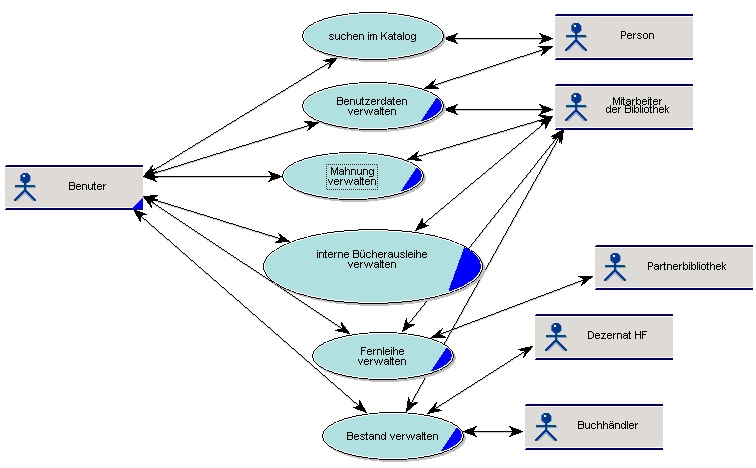 suchen im Katalog
Person
Benutzerdaten
verwalten
Mitarbeiter
der Bibliothek
Mahnung
verwalten
Benuter
interne Bücherausleihe
verwalten
Partnerbibliothek
Fernleihe
verwalten
Dezernat HF
Bestand verwalten
Buchhändler